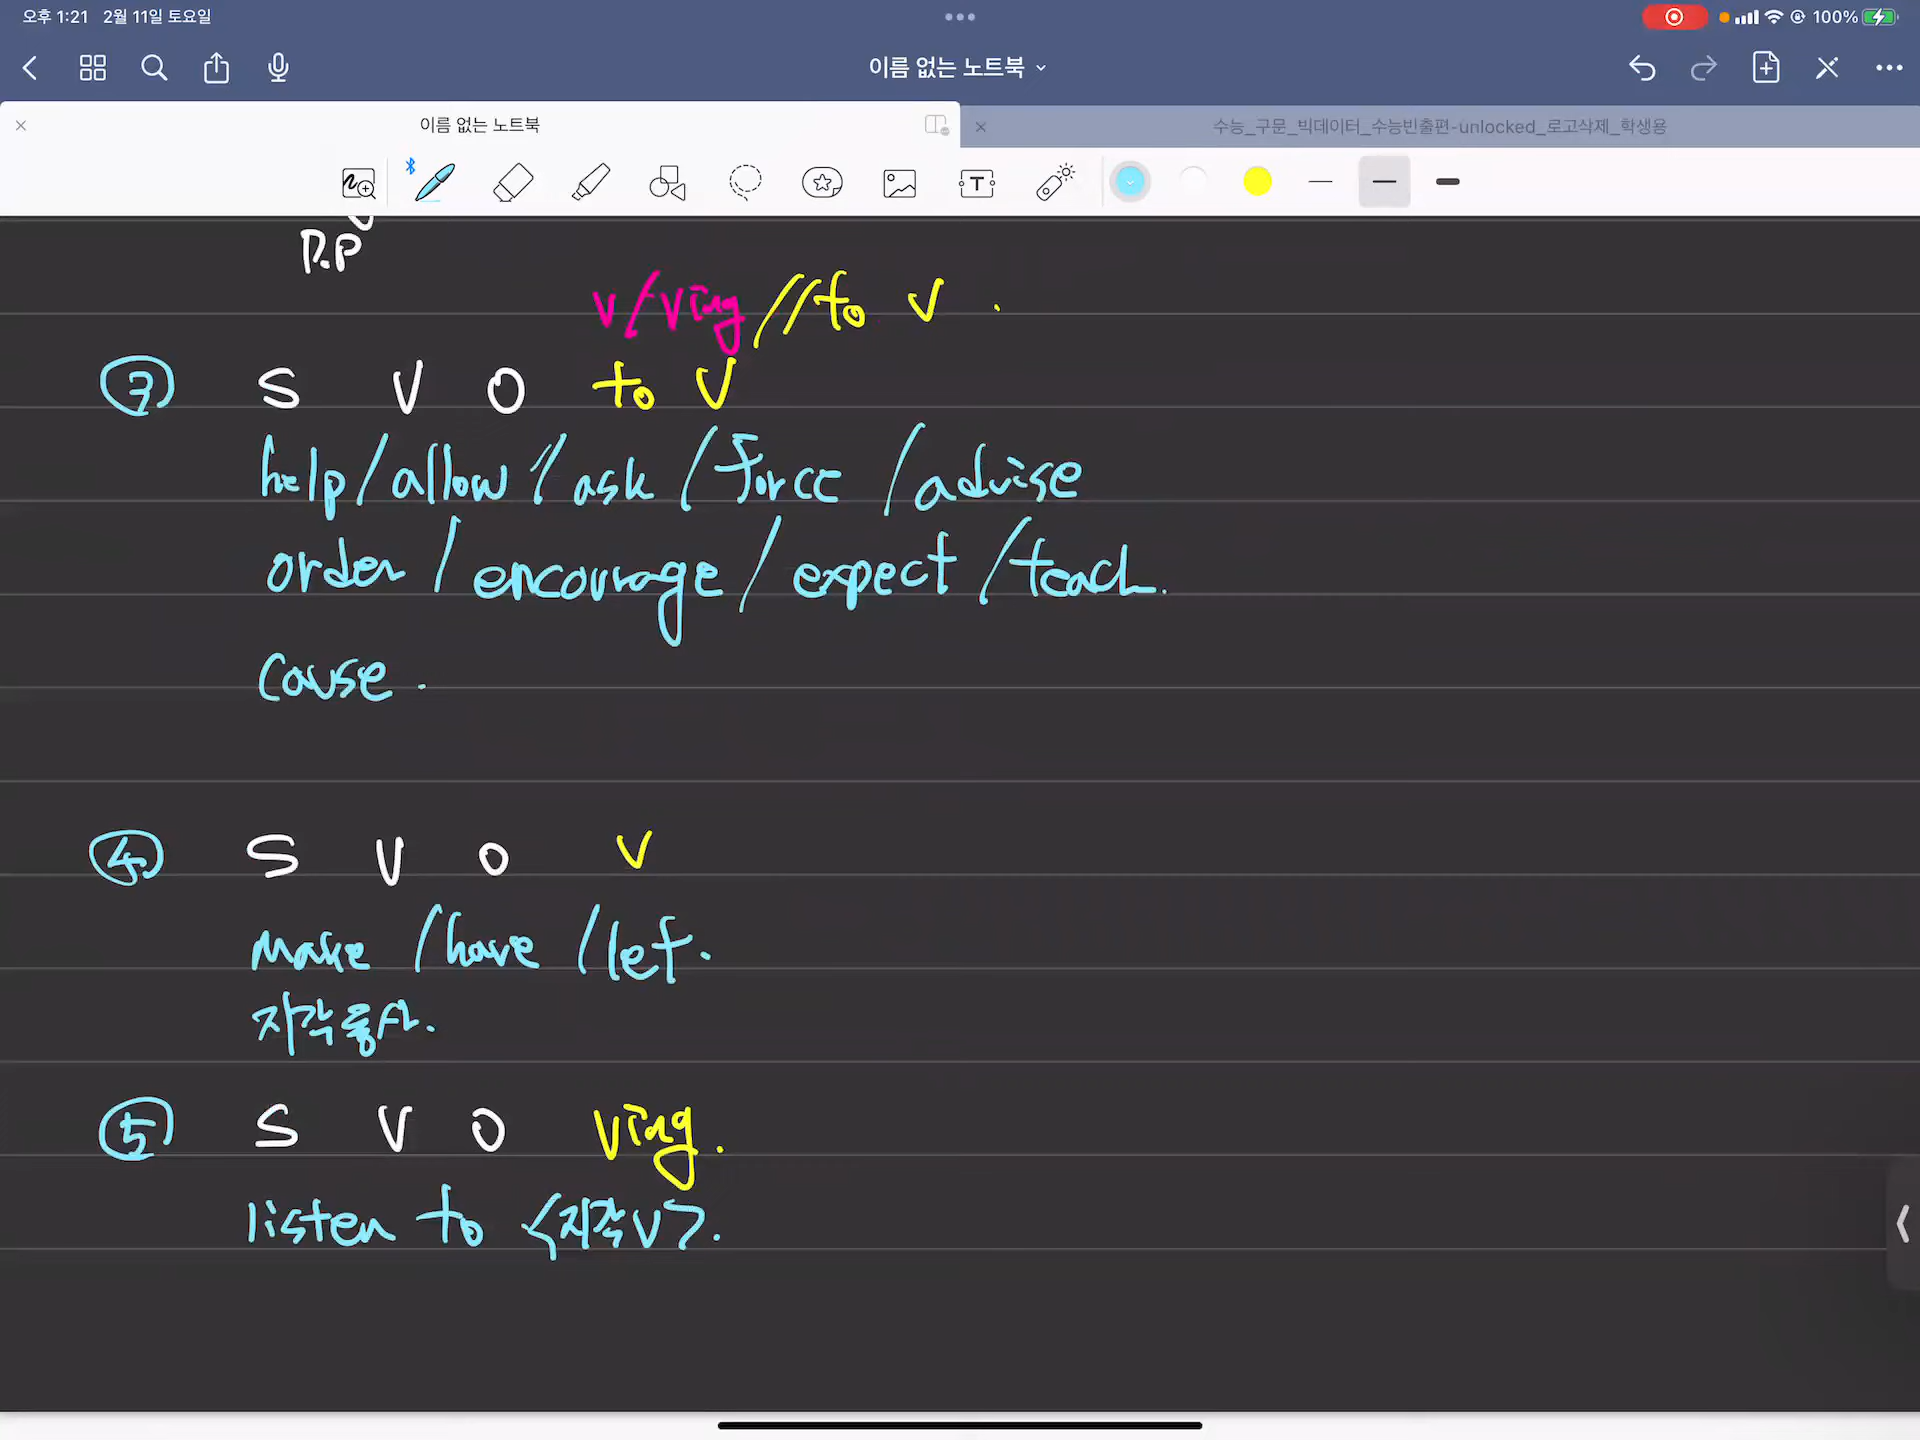 오후 1:21 2월 11일 토요일 100%
이름 없는 노트북
이름 없는 노트북 수능_구문_빅데이터_수능빈출편-unlocked_로고삭제_학생용
P.P
v/ving//to v.
③ S V O to V
help/allow/ask/force/advise
order/encourage/expect/teach.
cause.
④ S V O V
make/have/let.
지각동사.
⑤ S V O ving.
listen to <지각V>.